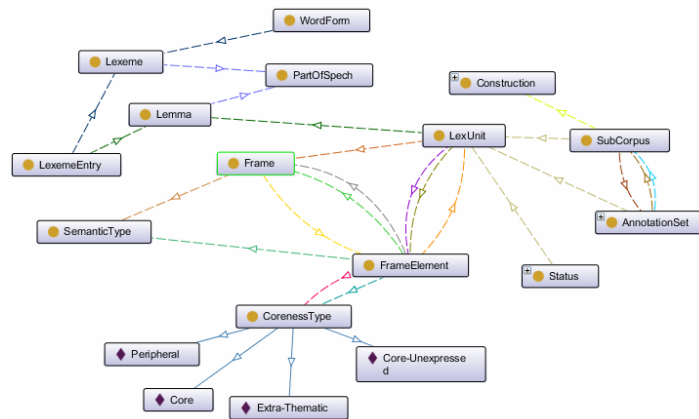 WordForm
Lexeme
PartOfSpech
Construction
Lemma
LexUnit
SubCorpus
LexemeEntry
Frame
AnnotationSet
SemanticType
FrameElement
Status
CorenessType
Peripheral
Core-Unexpresse
d
Core
Extra-Thematic